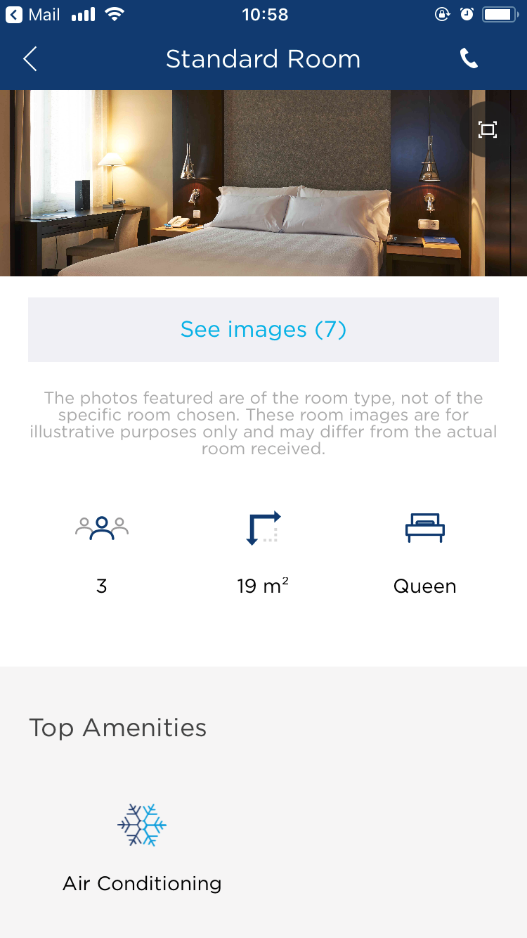 Mail
10:58
Standard Room
See images (7)
The photos featured are of the room type, not of the
specific room chosen. These room images are for
illustrative purposes only and may differ from the actual
room received.
3
19 m²
Queen
Top Amenities
Air Conditioning